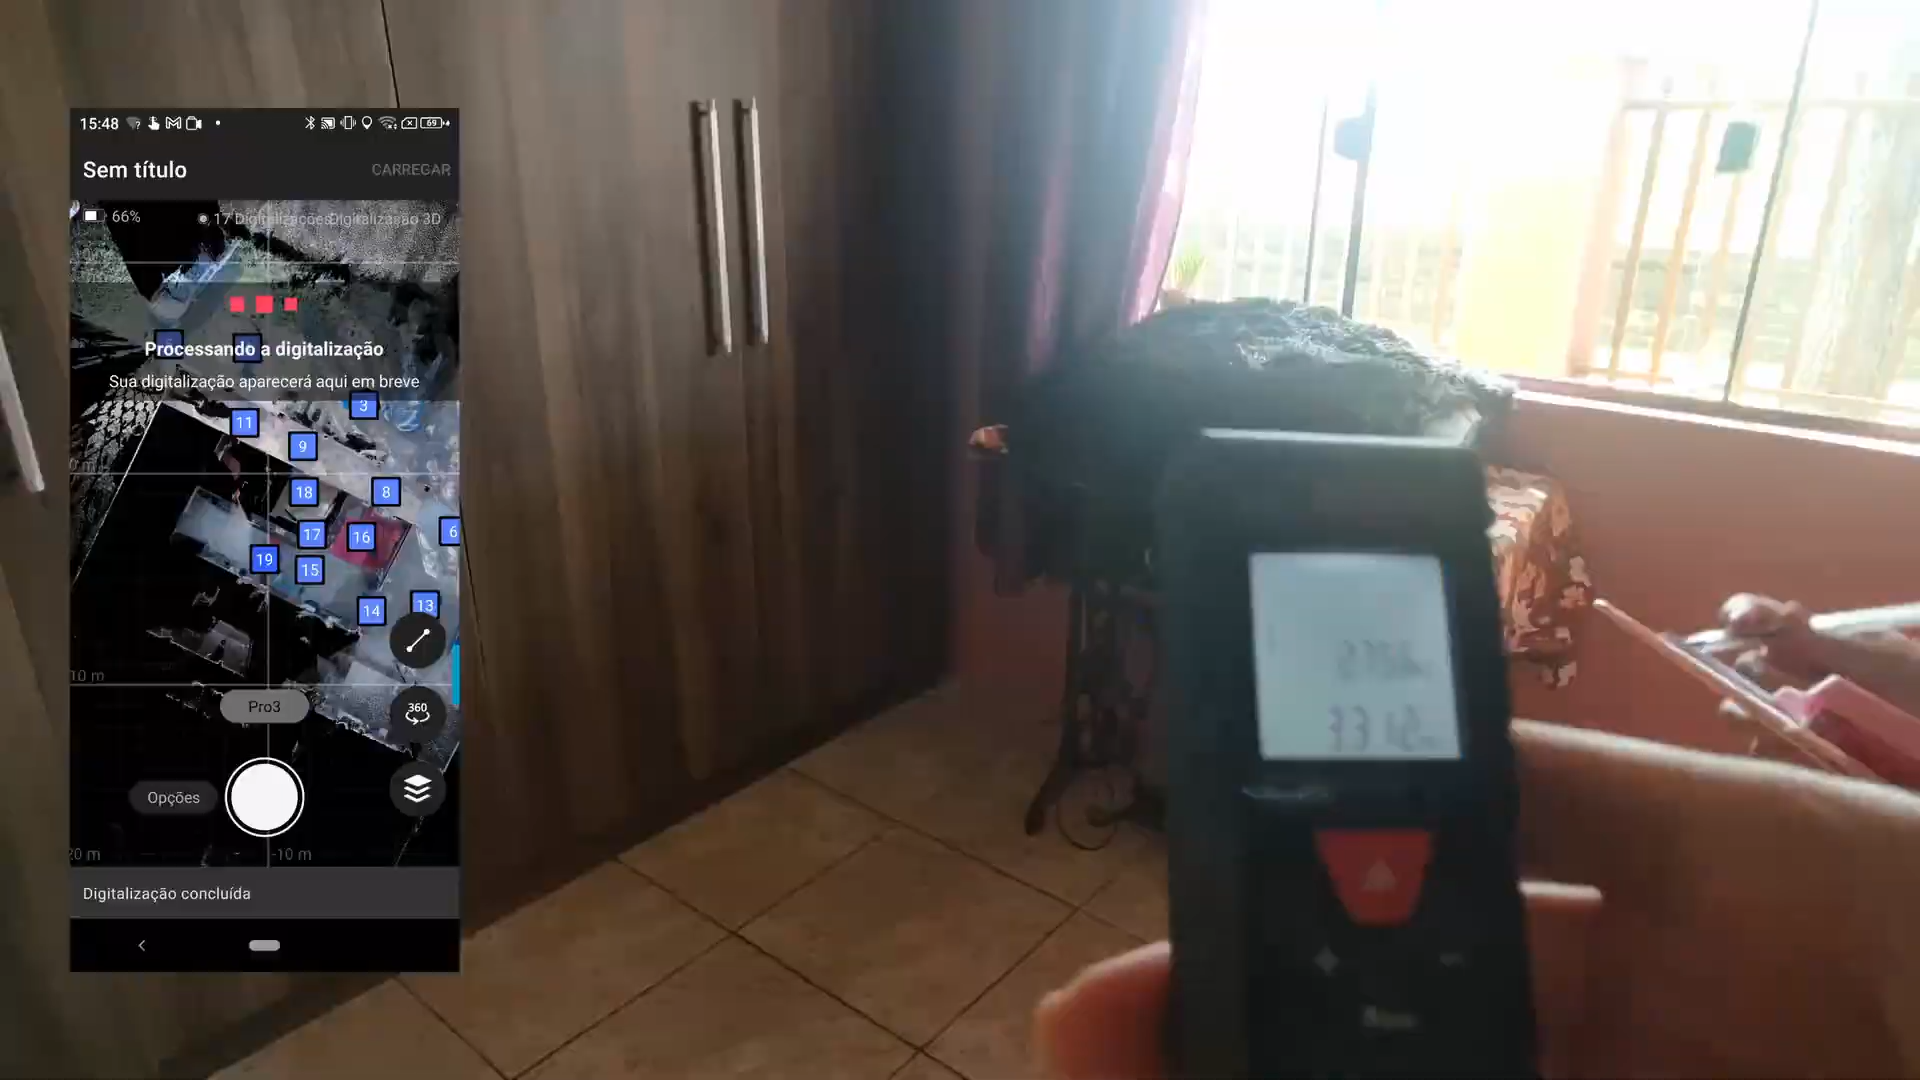 15:48
69
Sem título
CARREGAR
66%
17 Digitalizações
Digitalização 3D
Processando a digitalização
Sua digitalização aparecerá aqui em breve
3
11
9
18
8
17
16
6
19
15
14
13
0 m
10 m
Pro3
360
Opções
20 m
-10 m
Digitalização concluída